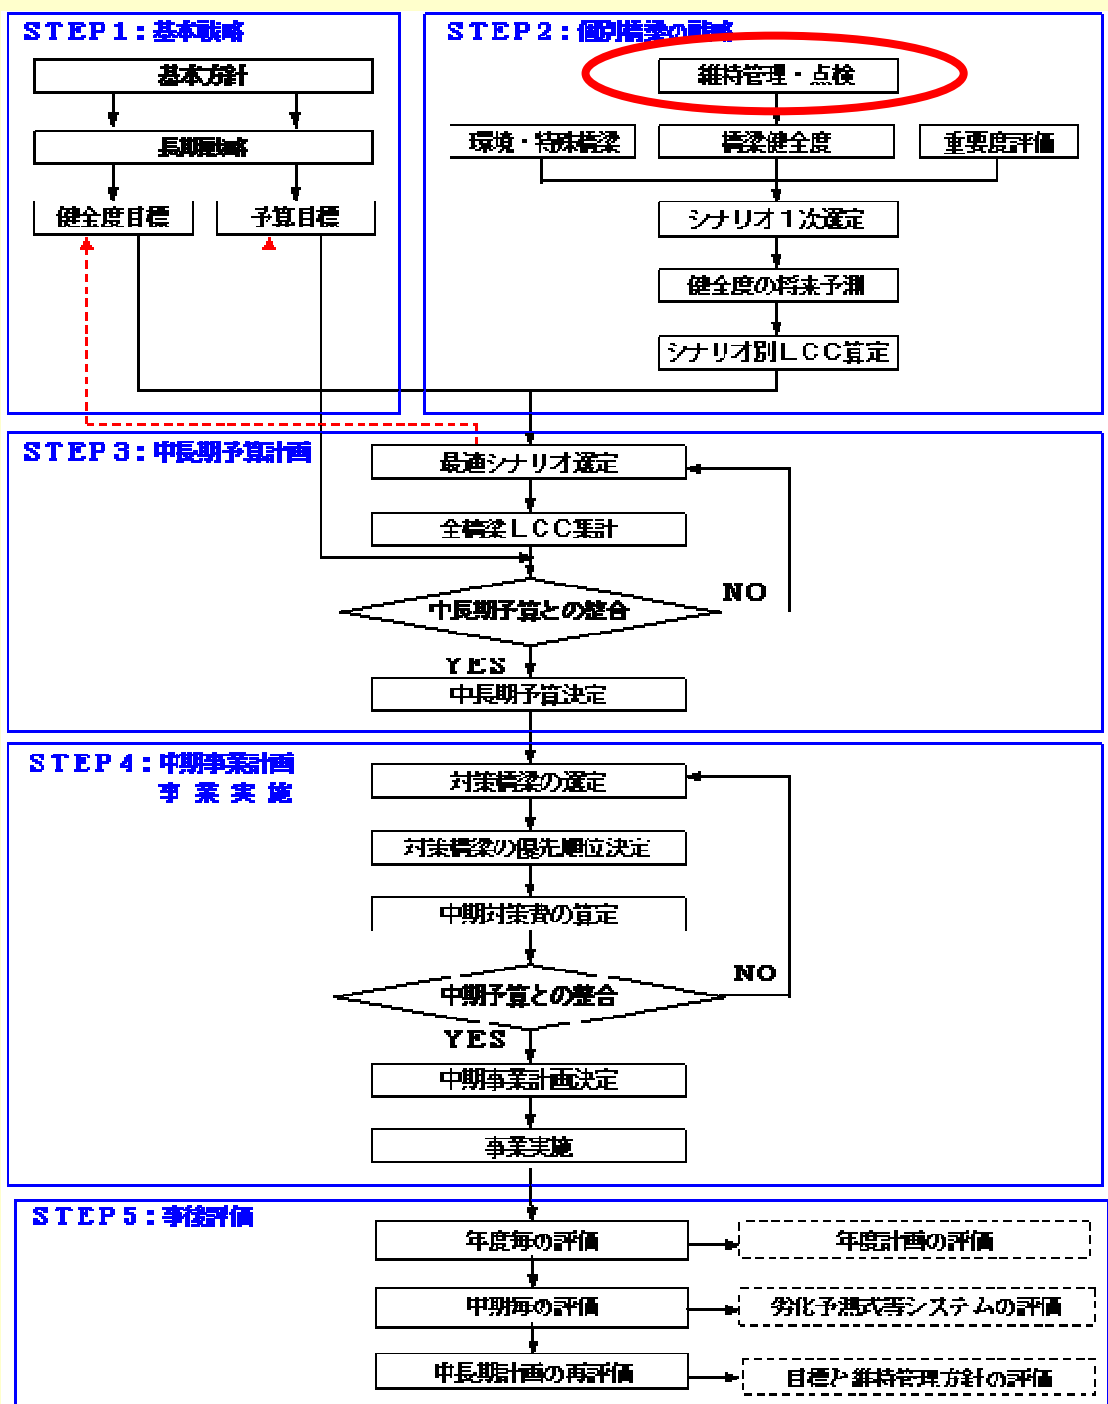 ＳＴＥＰ１：基本戦略
基本方針
長期戦略
健全度目標
予算目標
ＳＴＥＰ２：個別橋梁の戦略
維持管理・点検
環境・特殊橋梁
橋梁健全度
重要度評価
シナリオ１次選定
健全度の将来予測
シナリオ別ＬＣＣ算定
ＳＴＥＰ３：中長期予算計画
最適シナリオ選定
全橋梁ＬＣＣ集計
中長期予算との整合
NO
YES
中長期予算決定
ＳＴＥＰ４：中期事業計画
事 業 実 施
対策橋梁の選定
対策橋梁の優先順位決定
中期対策費の算定
中期予算との整合
NO
YES
中期事業計画決定
事業実施
ＳＴＥＰ５：事後評価
年度毎の評価
年度計画の評価
中期毎の評価
劣化予測式等システムの評価
中長期計画の再評価
目標と維持管理方針の評価